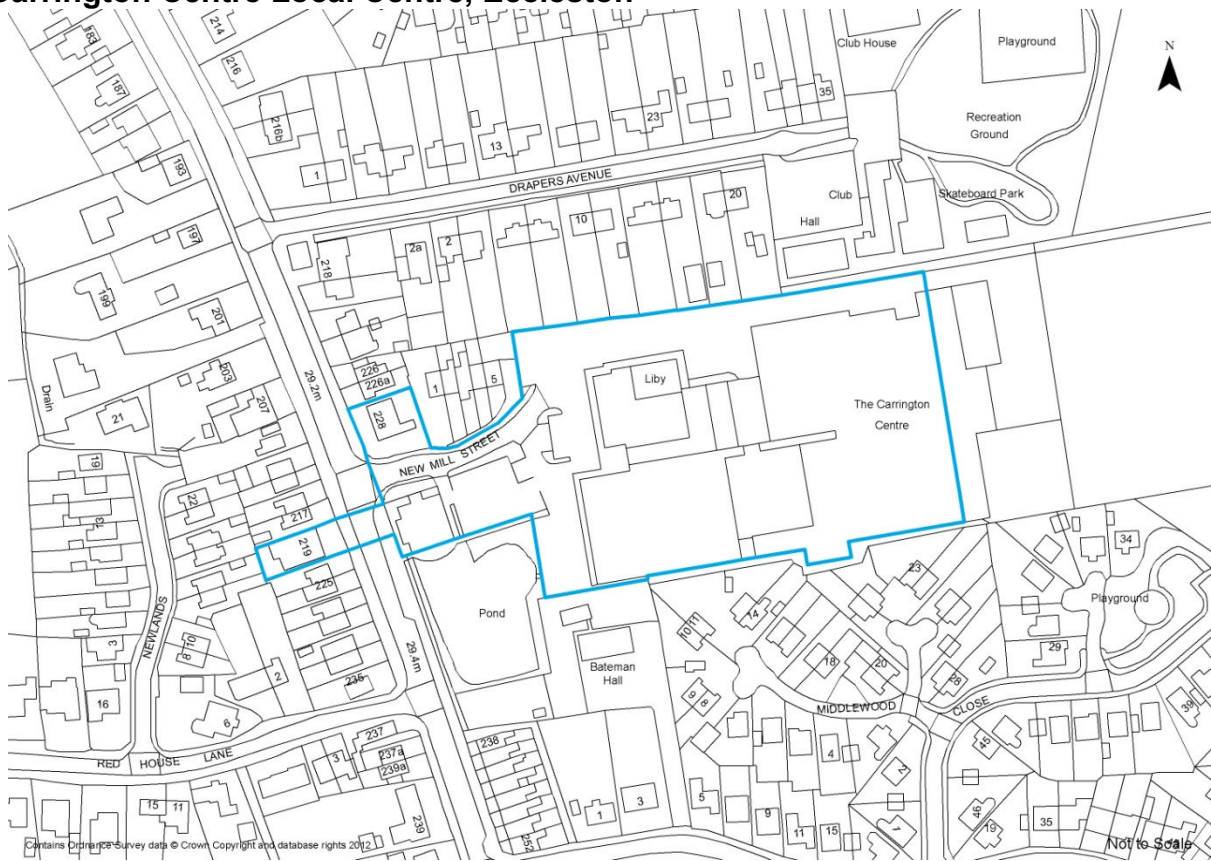 Carrington Centre Local Centre, Eccleston
214
Club House
Playground
N
183
216
187
35
216b
23
Recreation
Ground
13
193
1
DRAPERS AVENUE
Club
Skateboard Park
20
Hall
10
197
2a
2
218
199
201
29.2m
226
226a
1
5
Liby
203
Drain
228
The Carrington
Centre
207
21
NEW MILL STREET
19
22
217
13
219
34
23
225
Playground
Pond
14
NEWLANDS
10 11
29.4m
Bateman
Hall
18
20
29
3
8 10
2
28
235
9 8
16
6
MIDDLEWOOD
CLOSE
39
238
237
RED HOUSE LANE
3
237a
239a
45
4
2
3
5
1
9
46
15 11
239
252
11
15
7
19
35
Contains Ordnance Survey data © Crown Copyright and database rights 2012
Not to Scale